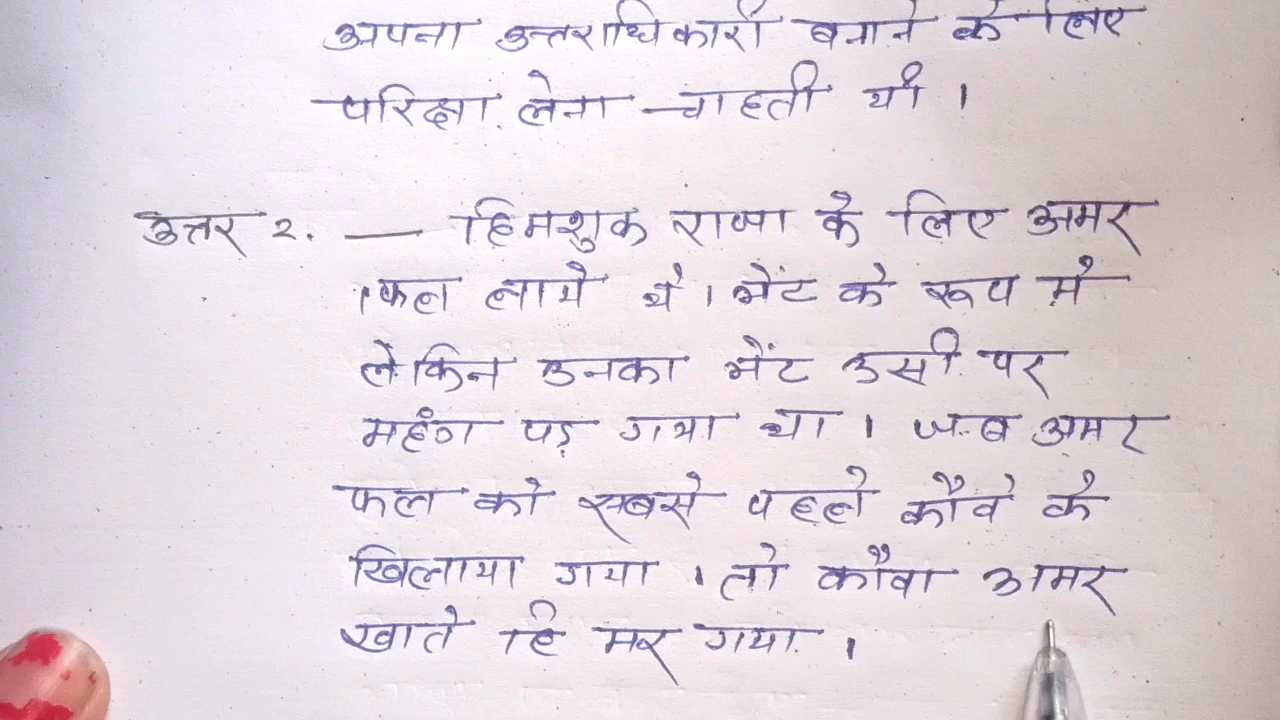 अपना उत्तराधिकारी बनाने के लिए
परिक्षा लेना चाहती थी ।
उत्तर २. — हिमशुक राजा के लिए अमर
फल लाये थे । भेंट के रूप में
लेकिन उनका भेंट उसी पर
महंगा पड़ गया था । जब अमर
फल को सबसे पहले कौवे के
खिलाया गया । तो कौवा अमर
खाते हि मर गया ।